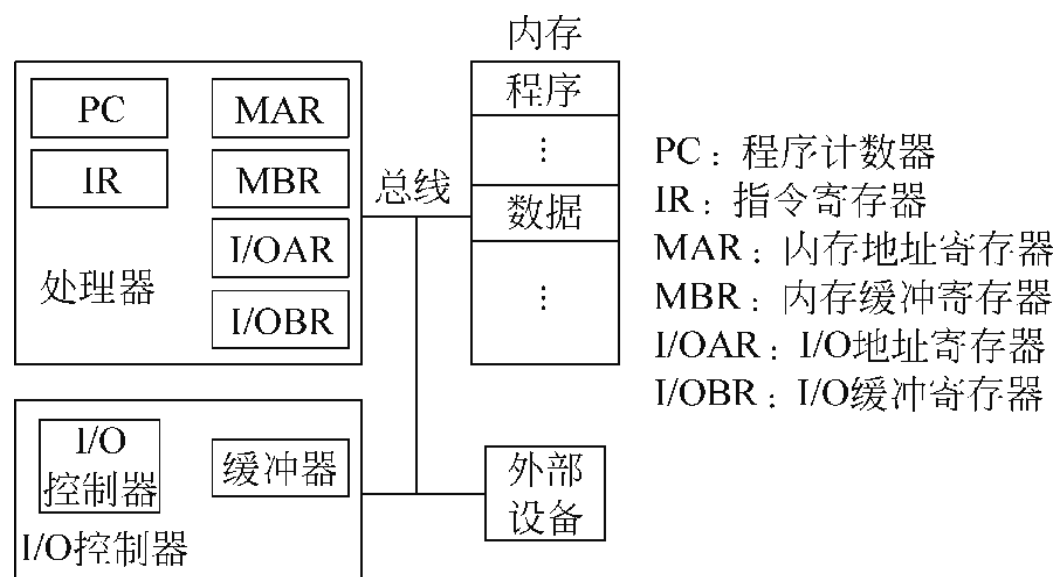 内存
PC
MAR
程序
⋮
IR
MBR
总线
数据
I/OAR
处理器
I/OBR
⋮
PC：程序计数器
IR：指令寄存器
MAR：内存地址寄存器
MBR：内存缓冲寄存器
I/OAR：I/O地址寄存器
I/OBR：I/O缓冲寄存器
I/O
控制器
缓冲器
I/O控制器
外部
设备